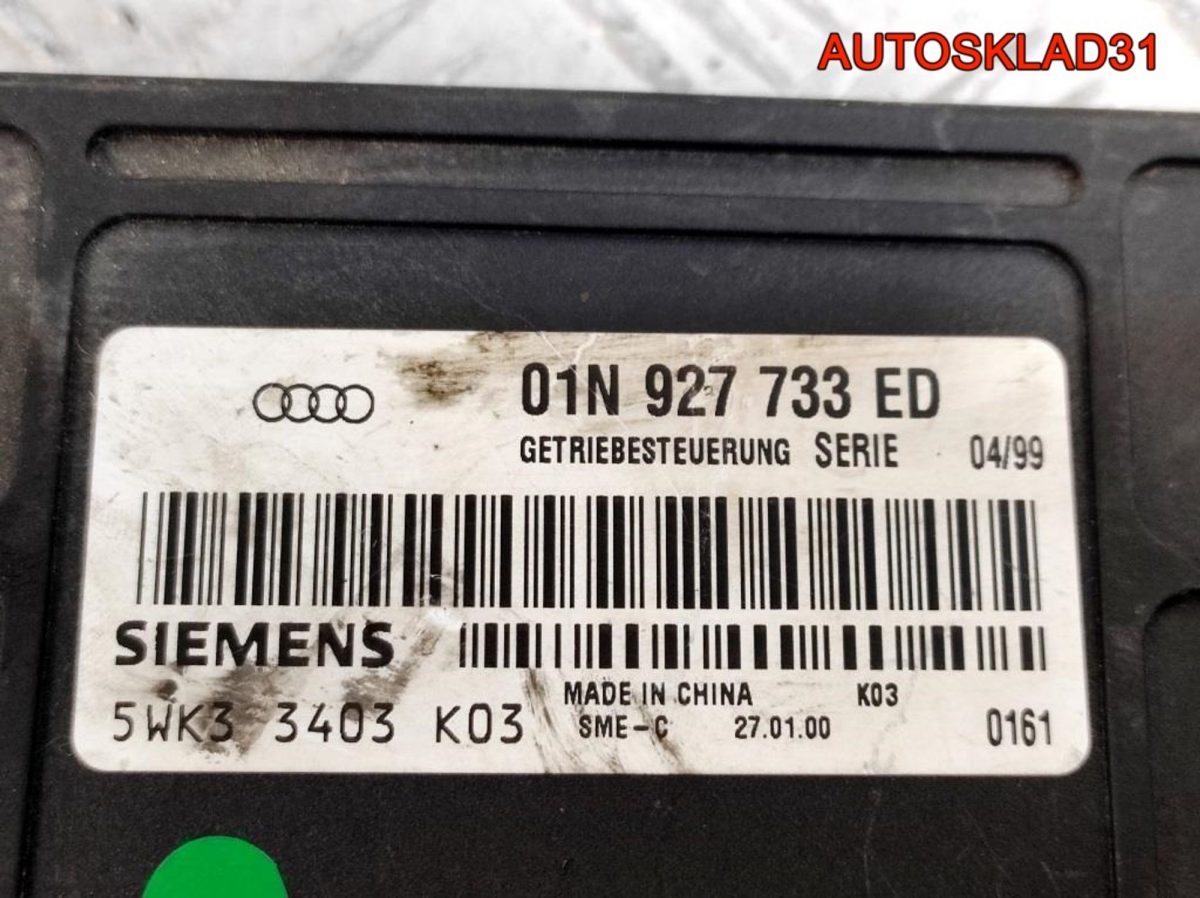 AUTOSKLAD31
01N 927 733 ED
GETRIEBESTEUERUNG SERIE 04/99
SIEMENS
MADE IN CHINA K03
5WK3 3403 K03 SME-C 27.01.00 0161